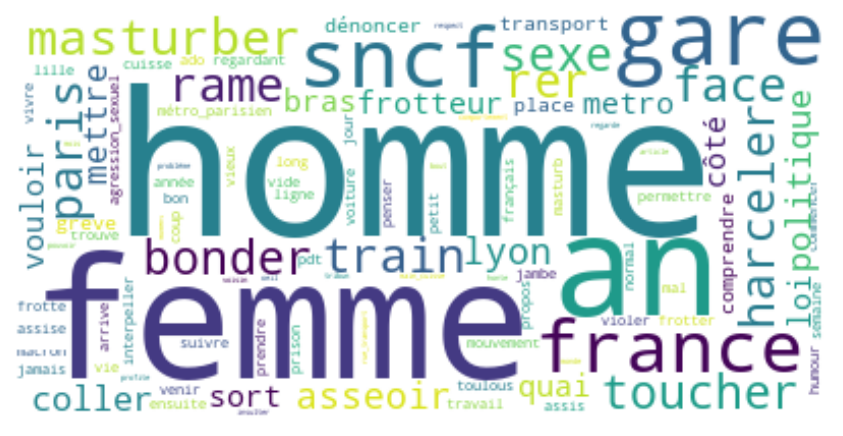 masturber
dénoncer
respect
transport
gare
lille
cuisse
ado
regardant
sncf
sexe
rame
rer
face
vivre
paris
mettre
agression_sexuel
métro_parisien
bras
frotteur
place
metro
homme
côté
harceler
loi
politique
commencer
vouloir
année
vieux
long
jour
problème
bon
vide
ligne
voiture
penser
petit
français
masturb
article
regarde
permettre
comprendre
grève
trouve
coup
bonder
train
lyon
an
normal
mal
semaine
pdt
jambe
femme
propos
frotte
assise
macron
jamais
arrive
vie
interpeller
suivre
prendre
prison
mouvement
violer
frotter
france
humour
profite
coller
venir
ensuite
sort
asseoir
toulous
travail
quai
assis
toucher
insulter